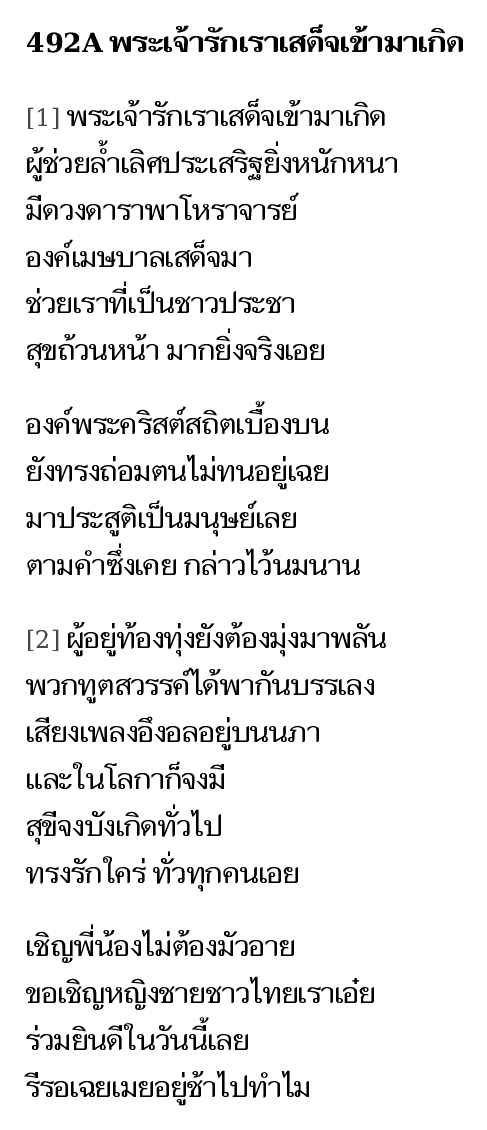 492A พระเจ้ารักเราเสด็จเข้ามาเกิด
[1] พระเจ้ารักเราเสด็จเข้ามาเกิด
ผู้ช่วยล้ำเลิศประเสริฐยิ่งหนักหนา
มีดวงดาราพาโหราจารย์
องค์เมษบาลเสด็จมา
ช่วยเราที่เป็นชาวประชา
สุขถ้วนหน้า มากยิ่งจริงเอย
องค์พระคริสต์สถิตเบื้องบน
ยังทรงถ่อมตนไม่ทนอยู่เฉย
มาประสูติเป็นมนุษย์เลย
ตามคำซึ่งเคย กล่าวไว้นมนาน
[2] ผู้อยู่ท้องทุ่งยังต้องมุ่งมาพลัน
พวกทูตสวรรค์ได้พากันบรรเลง
เสียงเพลงอึงอลอยู่บนนภา
และในโลกาก็จงมี
สุขีจงบังเกิดทั่วไป
ทรงรักใคร่ ทั่วทุกคนเอย
เชิญพี่น้องไม่ต้องมัวอาย
ขอเชิญหญิงชายชาวไทยเราเอ๋ย
ร่วมยินดีในวันนี้เลย
รีรอเฉยเมยอยู่ช้าไปทำไม